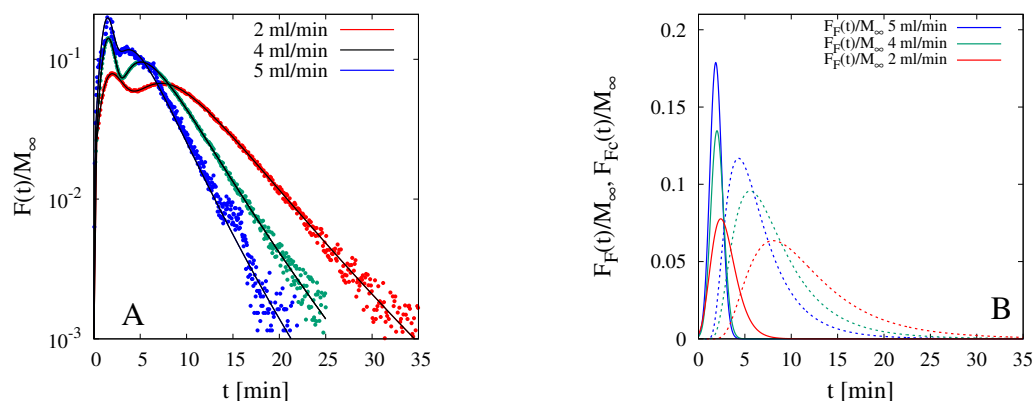 F(t)/M∞
10⁻¹
10⁻²
10⁻³
2 ml/min
4 ml/min
5 ml/min
A
0 5 10 15 20 25 30 35
t [min]
F_F(t)/M∞, F_Fc(t)/M∞
0.2
0.15
0.1
0.05
0
F_F(t)/M∞ 5 ml/min
F_F(t)/M∞ 4 ml/min
F_F(t)/M∞ 2 ml/min
B
0 5 10 15 20 25 30 35
t [min]